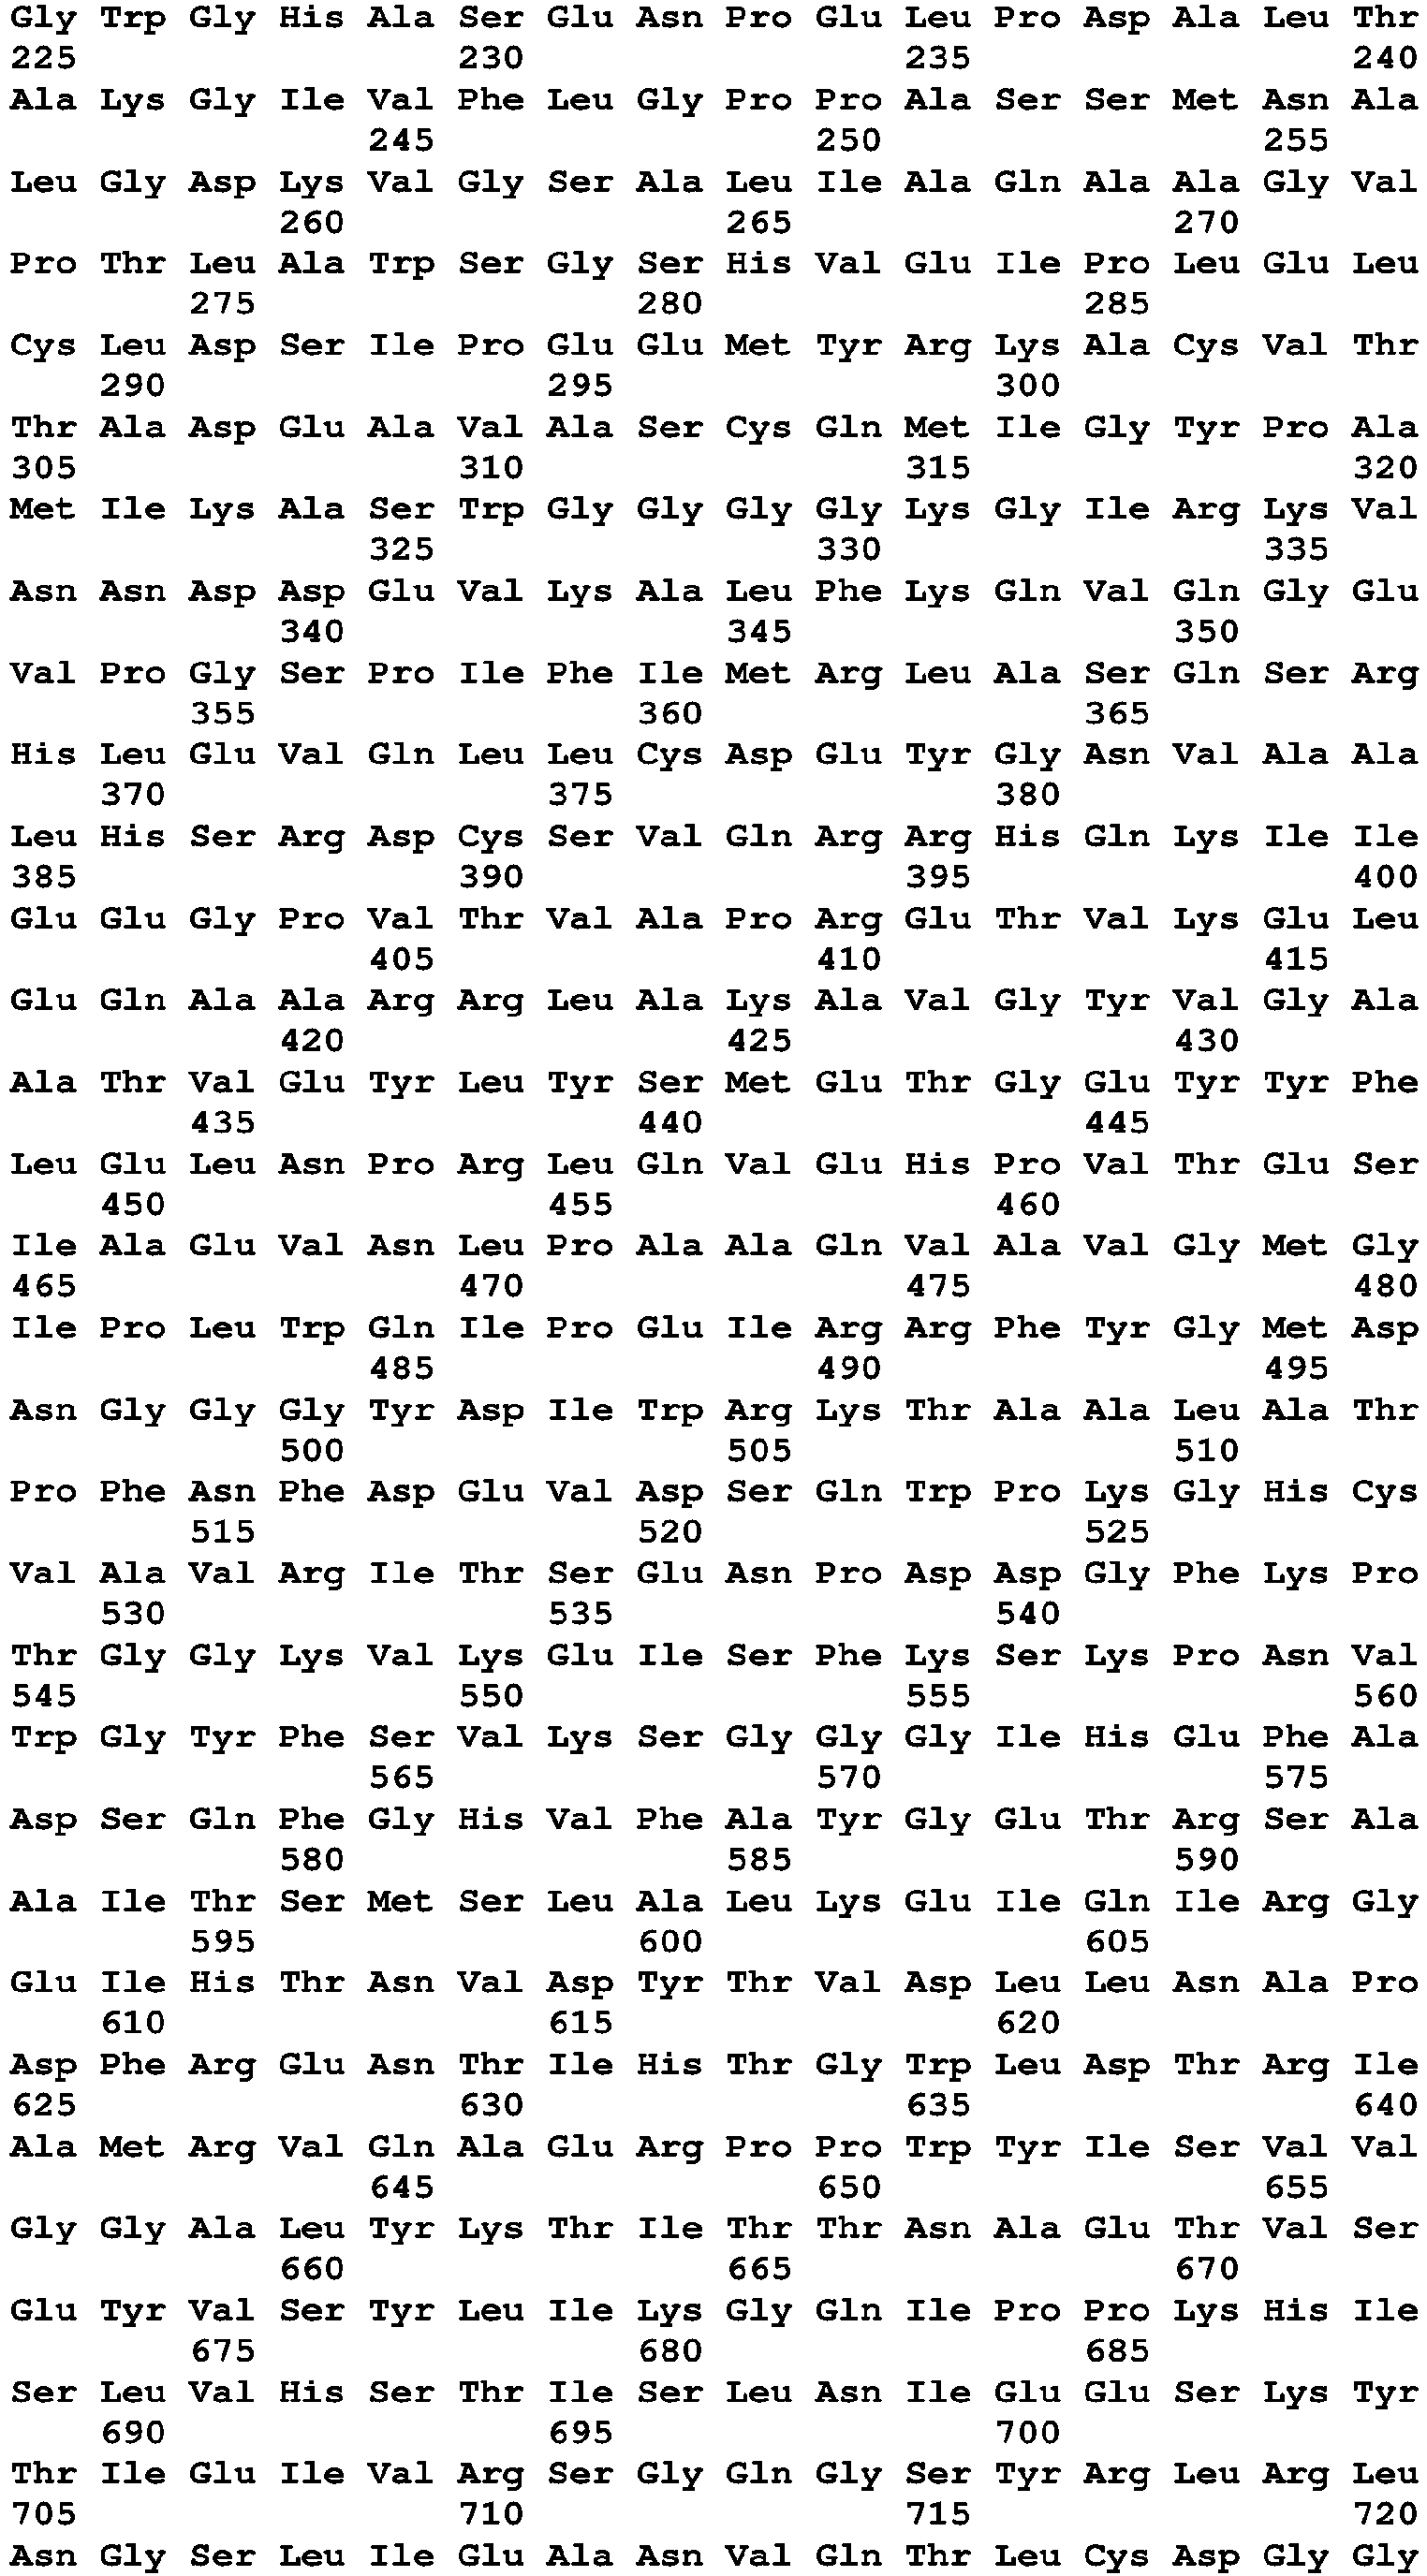 Gly Trp Gly His Ala Ser Glu Asn Pro Glu Leu Pro Asp Ala Leu Thr
225 230 235 240
Ala Lys Gly Ile Val Phe Leu Gly Pro Pro Ala Ser Ser Met Asn Ala
245 250 255
Leu Gly Asp Lys Val Gly Ser Ala Leu Ile Ala Gln Ala Ala Gly Val
260 265 270
Pro Thr Leu Ala Trp Ser Gly Ser His Val Glu Ile Pro Leu Glu Leu
275 280 285
Cys Leu Asp Ser Ile Pro Glu Glu Met Tyr Arg Lys Ala Cys Val Thr
290 295 300
Thr Ala Asp Glu Ala Val Ala Ser Cys Gln Met Ile Gly Tyr Pro Ala
305 310 315 320
Met Ile Lys Ala Ser Trp Gly Gly Gly Gly Lys Gly Ile Arg Lys Val
325 330 335
Asn Asn Asp Asp Glu Val Lys Ala Leu Phe Lys Gln Val Gln Gly Glu
340 345 350
Val Pro Gly Ser Pro Ile Phe Ile Met Arg Leu Ala Ser Gln Ser Arg
355 360 365
His Leu Glu Val Gln Leu Leu Cys Asp Glu Tyr Gly Asn Val Ala Ala
370 375 380
Leu His Ser Arg Asp Cys Ser Val Gln Arg Arg His Gln Lys Ile Ile
385 390 395 400
Glu Glu Gly Pro Val Thr Val Ala Pro Arg Glu Thr Val Lys Glu Leu
405 410 415
Glu Gln Ala Ala Arg Arg Leu Ala Lys Ala Val Gly Tyr Val Gly Ala
420 425 430
Ala Thr Val Glu Tyr Leu Tyr Ser Met Glu Thr Gly Glu Tyr Tyr Phe
435 440 445
Leu Glu Leu Asn Pro Arg Leu Gln Val Glu His Pro Val Thr Glu Ser
450 455 460
Ile Ala Glu Val Asn Leu Pro Ala Ala Gln Val Ala Val Gly Met Gly
465 470 475 480
Ile Pro Leu Trp Gln Ile Pro Glu Ile Arg Arg Phe Tyr Gly Met Asp
485 490 495
Asn Gly Gly Gly Tyr Asp Ile Trp Arg Lys Thr Ala Ala Leu Ala Thr
500 505 510
Pro Phe Asn Phe Asp Glu Val Asp Ser Gln Trp Pro Lys Gly His Cys
515 520 525
Val Ala Val Arg Ile Thr Ser Glu Asn Pro Asp Asp Gly Phe Lys Pro
530 535 540
Thr Gly Gly Lys Val Lys Glu Ile Ser Phe Lys Ser Lys Pro Asn Val
545 550 555 560
Trp Gly Tyr Phe Ser Val Lys Ser Gly Gly Gly Ile His Glu Phe Ala
565 570 575
Asp Ser Gln Phe Gly His Val Phe Ala Tyr Gly Glu Thr Arg Ser Ala
580 585 590
Ala Ile Thr Ser Met Ser Leu Ala Leu Lys Glu Ile Gln Ile Arg Gly
595 600 605
Glu Ile His Thr Asn Val Asp Tyr Thr Val Asp Leu Leu Asn Ala Pro
610 615 620
Asp Phe Arg Glu Asn Thr Ile His Thr Gly Trp Leu Asp Thr Arg Ile
625 630 635 640
Ala Met Arg Val Gln Ala Glu Arg Pro Pro Trp Tyr Ile Ser Val Val
645 650 655
Gly Gly Ala Leu Tyr Lys Thr Ile Thr Thr Asn Ala Glu Thr Val Ser
660 665 670
Glu Tyr Val Ser Tyr Leu Ile Lys Gly Gln Ile Pro Pro Lys His Ile
675 680 685
Ser Leu Val His Ser Thr Ile Ser Leu Asn Ile Glu Glu Ser Lys Tyr
690 695 700
Thr Ile Glu Ile Val Arg Ser Gly Gln Gly Ser Tyr Arg Leu Arg Leu
705 710 715 720
Asn Gly Ser Leu Ile Glu Ala Asn Val Gln Thr Leu Cys Asp Gly Gly